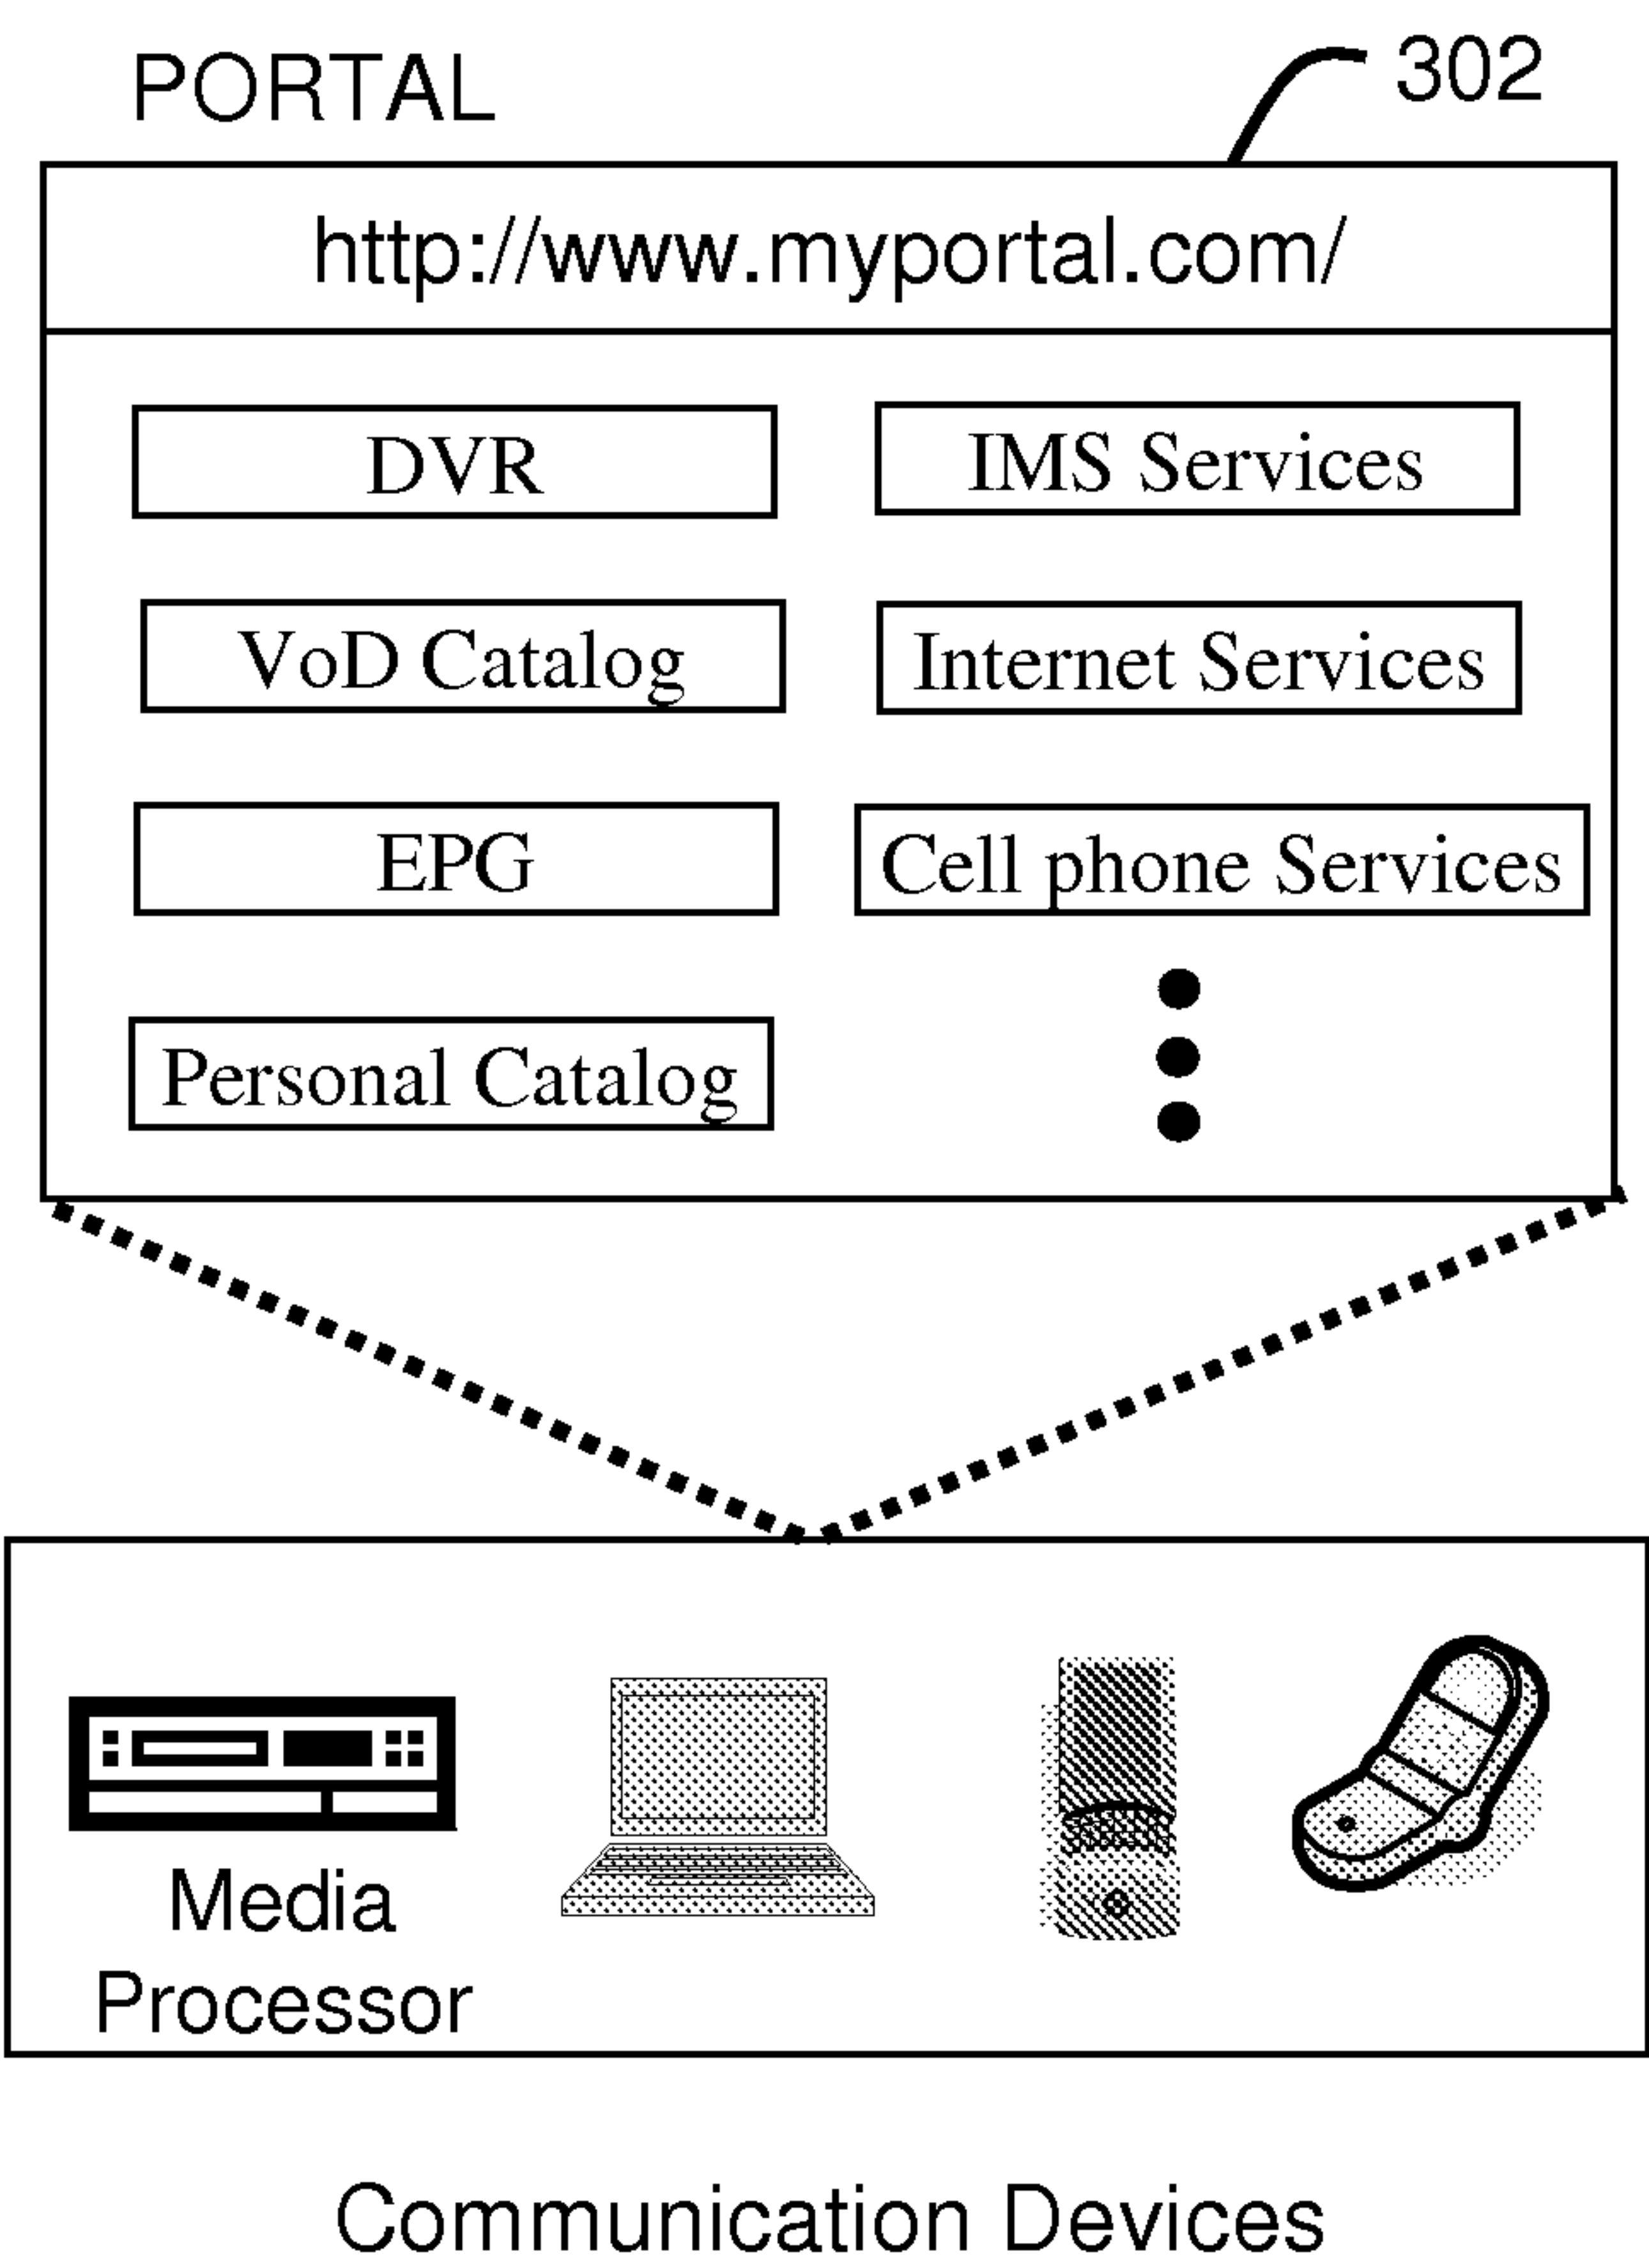 PORTAL
302
http://www.myportal.com/
DVR
IMS Services
VoD Catalog
Internet Services
EPG
Cell phone Services
Personal Catalog
Media
Processor
Communication Devices